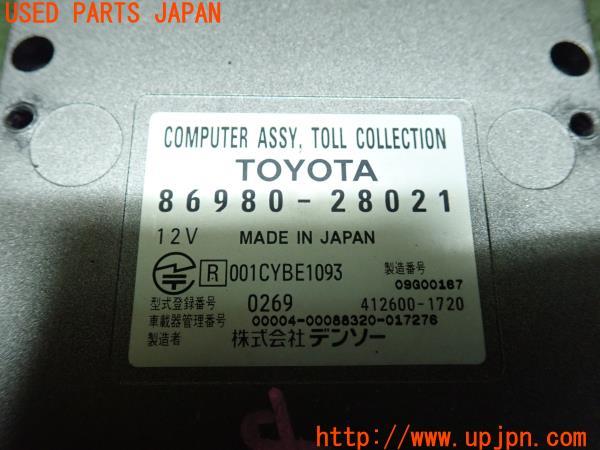 USED PARTS JAPAN
COMPUTER ASSY, TOLL COLLECTION
TOYOTA
86980-28021
12V MADE IN JAPAN
R 001CYBE1093 製造番号
09G00167
型式登録番号 0269 412600-1720
車載器管理番号 00004-00088320-017276
製造者 株式会社 デンソー
http://www.upjpn.com